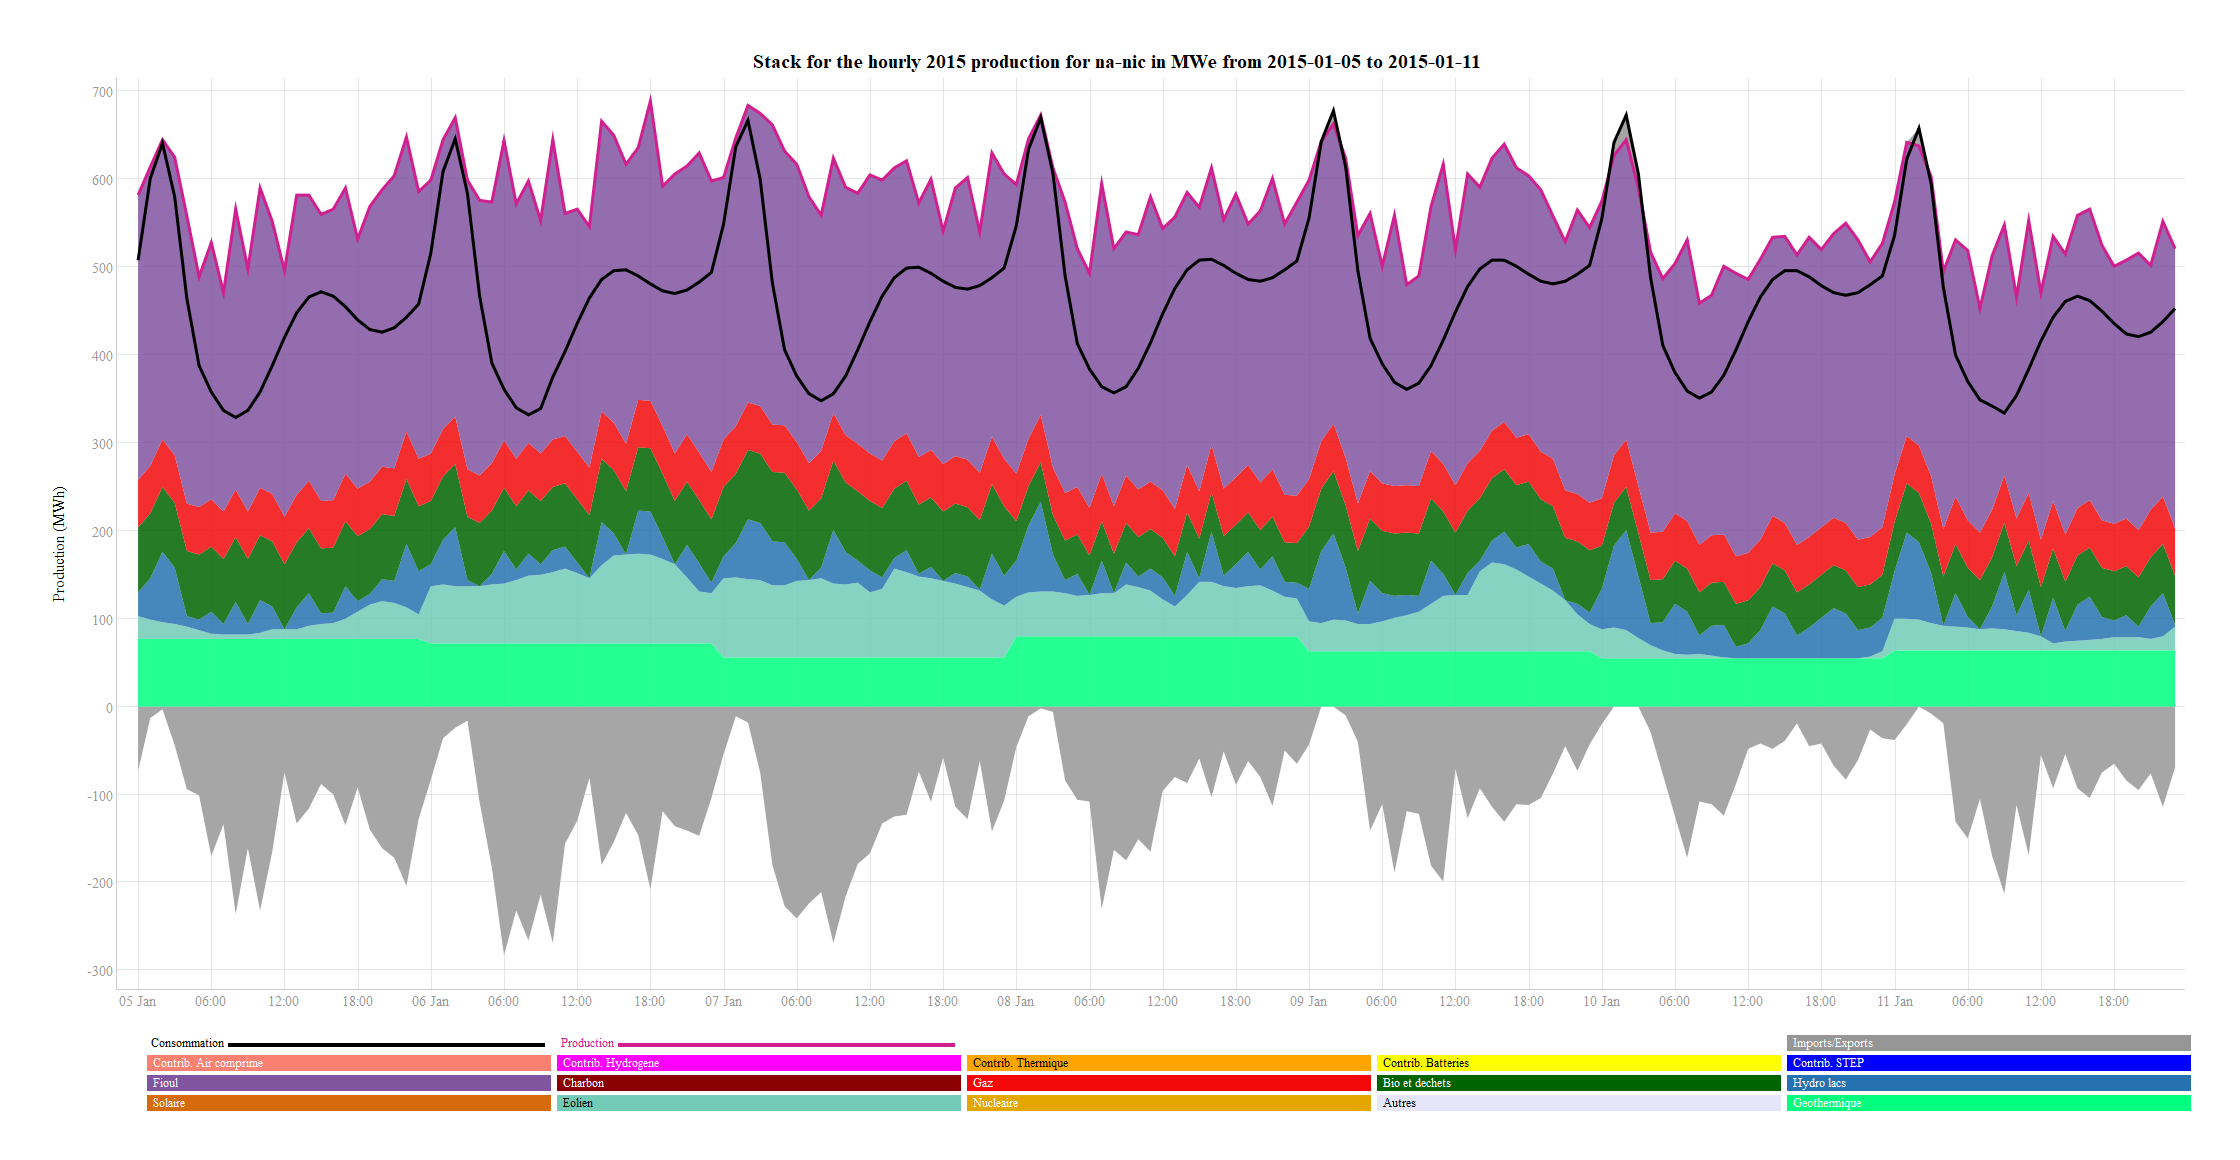 Stack for the hourly 2015 production for na-nic in MWe from 2015-01-05 to 2015-01-11
700
600
500
400
300
200
100
0
-100
-200
-300
Production (MWh)
05 Jan 06:00 12:00 18:00 06 Jan 06:00 12:00 18:00 07 Jan 06:00 12:00 18:00 08 Jan 06:00 12:00 18:00 09 Jan 06:00 12:00 18:00 10 Jan 06:00 12:00 18:00 11 Jan 06:00 12:00 18:00
Consommation Production Imports/Exports
Contrib. Air comprime Contrib. Hydrogene Contrib. Thermique Contrib. Batteries Contrib. STEP
Fioul Charbon Gaz Bio et dechets Hydro lacs
Solaire Eolien Nucleaire Autres Geothermique